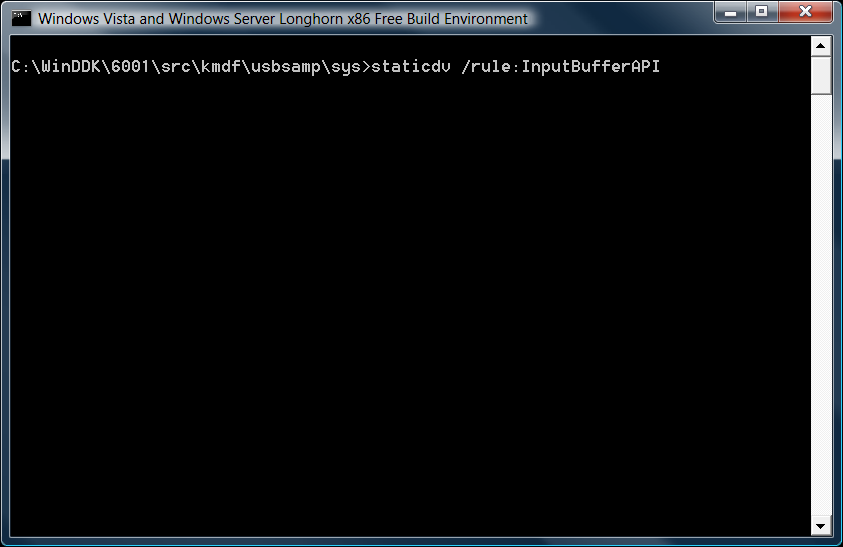 Windows Vista and Windows Server Longhorn x86 Free Build Environment
C:\WinDDK\6001\src\kmdf\usbsamp\sys>staticdv /rule:InputBufferAPI